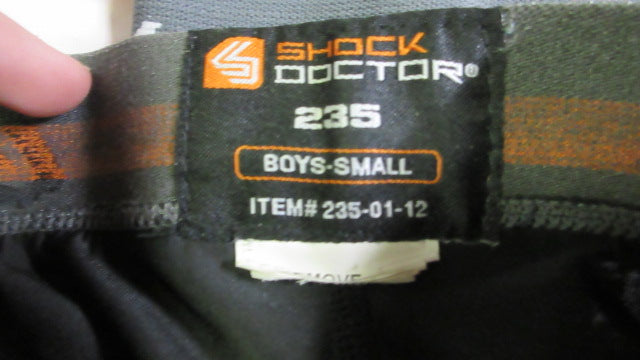 SHOCK
DOCTOR®
235
BOYS-SMALL
ITEM# 235-01-12